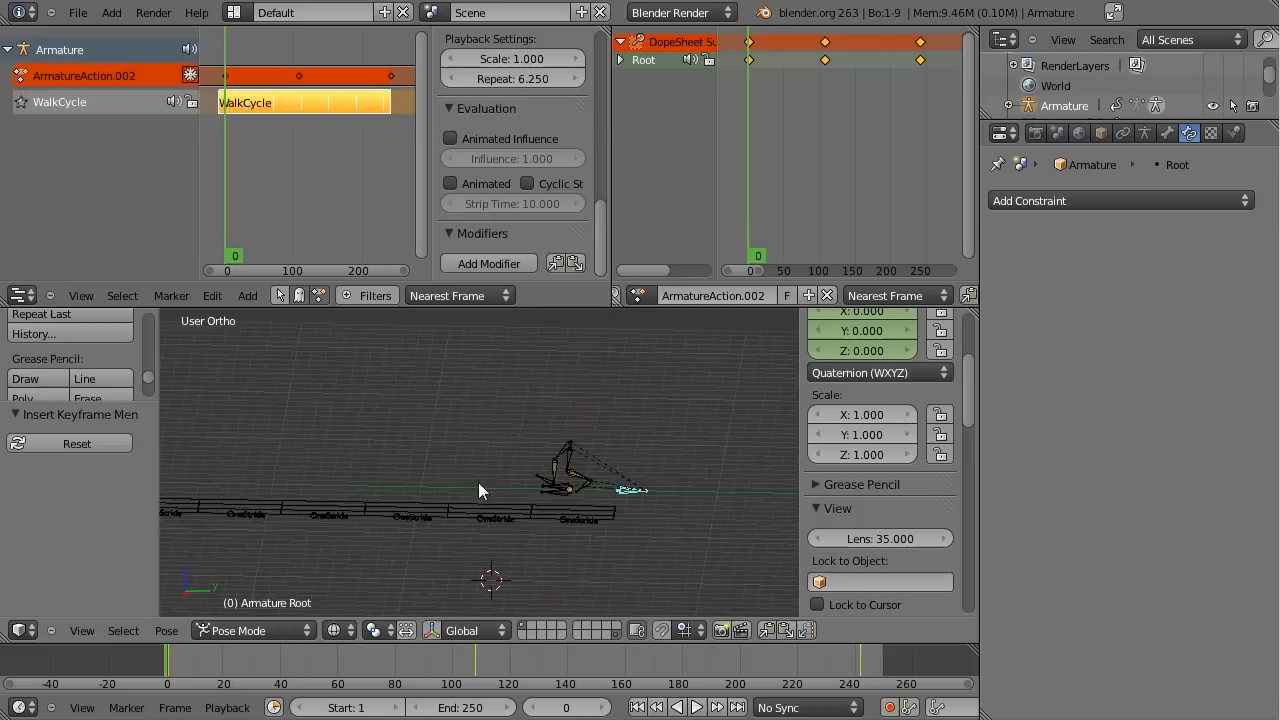 File Add Render Help Default Scene Blender Render blender.org 263 | Bo:1-9 | Mem:9.46M (0.10M) | Armature
Armature
ArmatureAction.002
WalkCycle
WalkCycle
0
0 100 200
View Select Marker Edit Add Filters Nearest Frame
Playback Settings:
Scale: 1.000
Repeat: 6.250
Evaluation
Animated Influence
Influence: 1.000
Animated Cyclic St
Strip Time: 10.000
Modifiers
Add Modifier
DopeSheet Su
Root
0
0 50 100 150 200 250
ArmatureAction.002 F Nearest Frame
View Search All Scenes
RenderLayers
World
Armature
Armature Root
Add Constraint
Repeat Last
History...
Grease Pencil:
Draw Line
Poly Erase
Insert Keyframe Men
Reset
User Ortho
OneStride OneStride OneStride OneStride OneStride
y
(0) Armature Root
X: 0.000
Y: 0.000
Z: 0.000
Quaternion (WXYZ)
Scale:
X: 1.000
Y: 1.000
Z: 1.000
Grease Pencil
View
Lens: 35.000
Lock to Object:
Lock to Cursor
View Select Pose Pose Mode Global
-40 -20 0 20 40 60 80 100 120 140 160 180 200 220 240 260
View Marker Frame Playback Start: 1 End: 250 0 No Sync